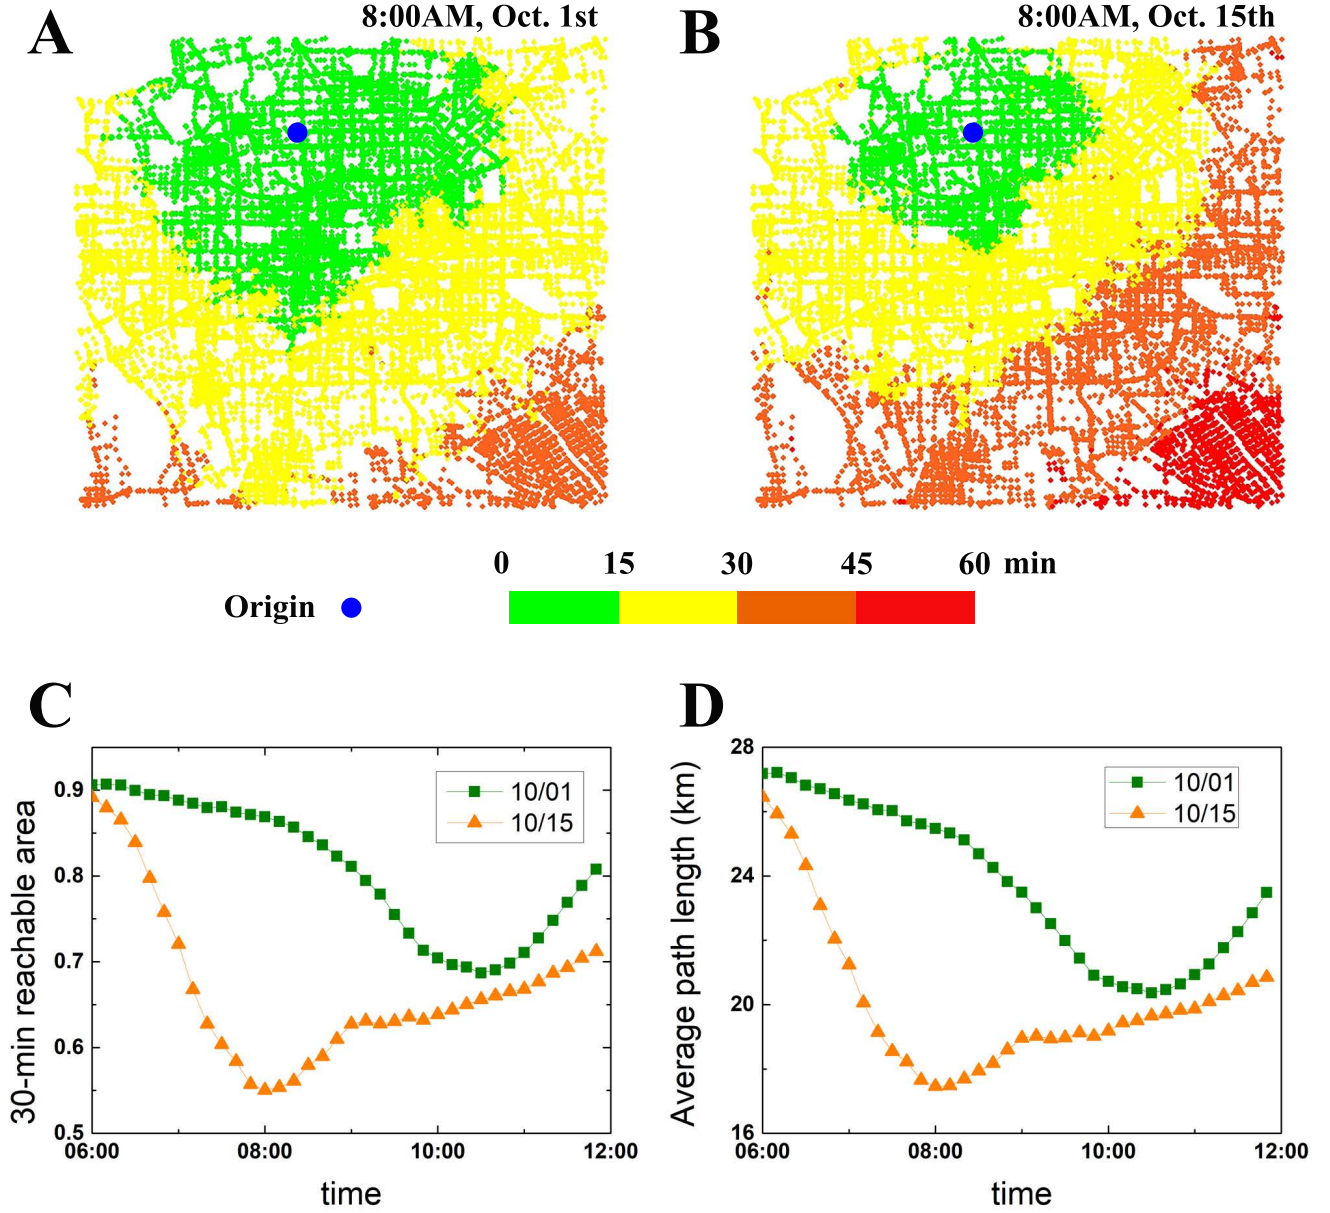 A
8:00AM, Oct. 1st
B
8:00AM, Oct. 15th
0 15 30 45 60 min
Origin
C
30-min reachable area
0.9
0.8
0.7
0.6
0.5
10/01
10/15
06:00 08:00 10:00 12:00
time
D
Average path length (km)
28
24
20
16
10/01
10/15
06:00 08:00 10:00 12:00
time